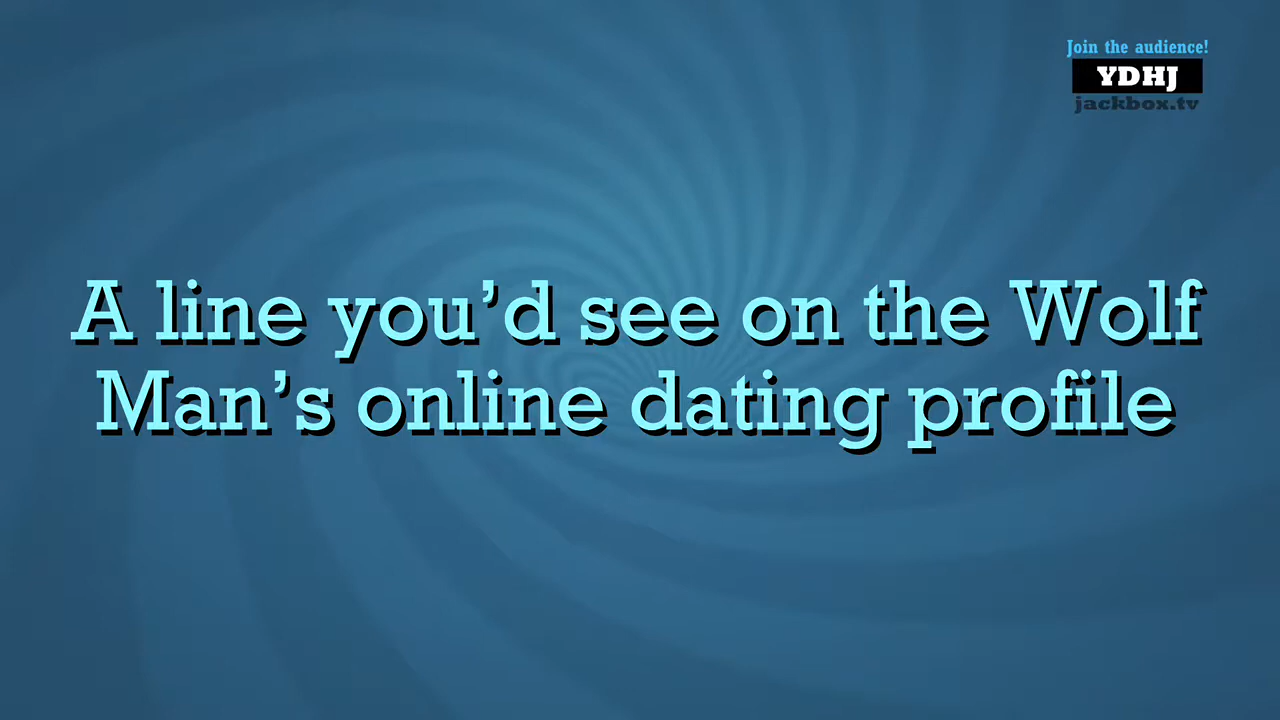 Join the audience!
YDHJ
jackbox.tv
A line you’d see on the Wolf
Man’s online dating profile